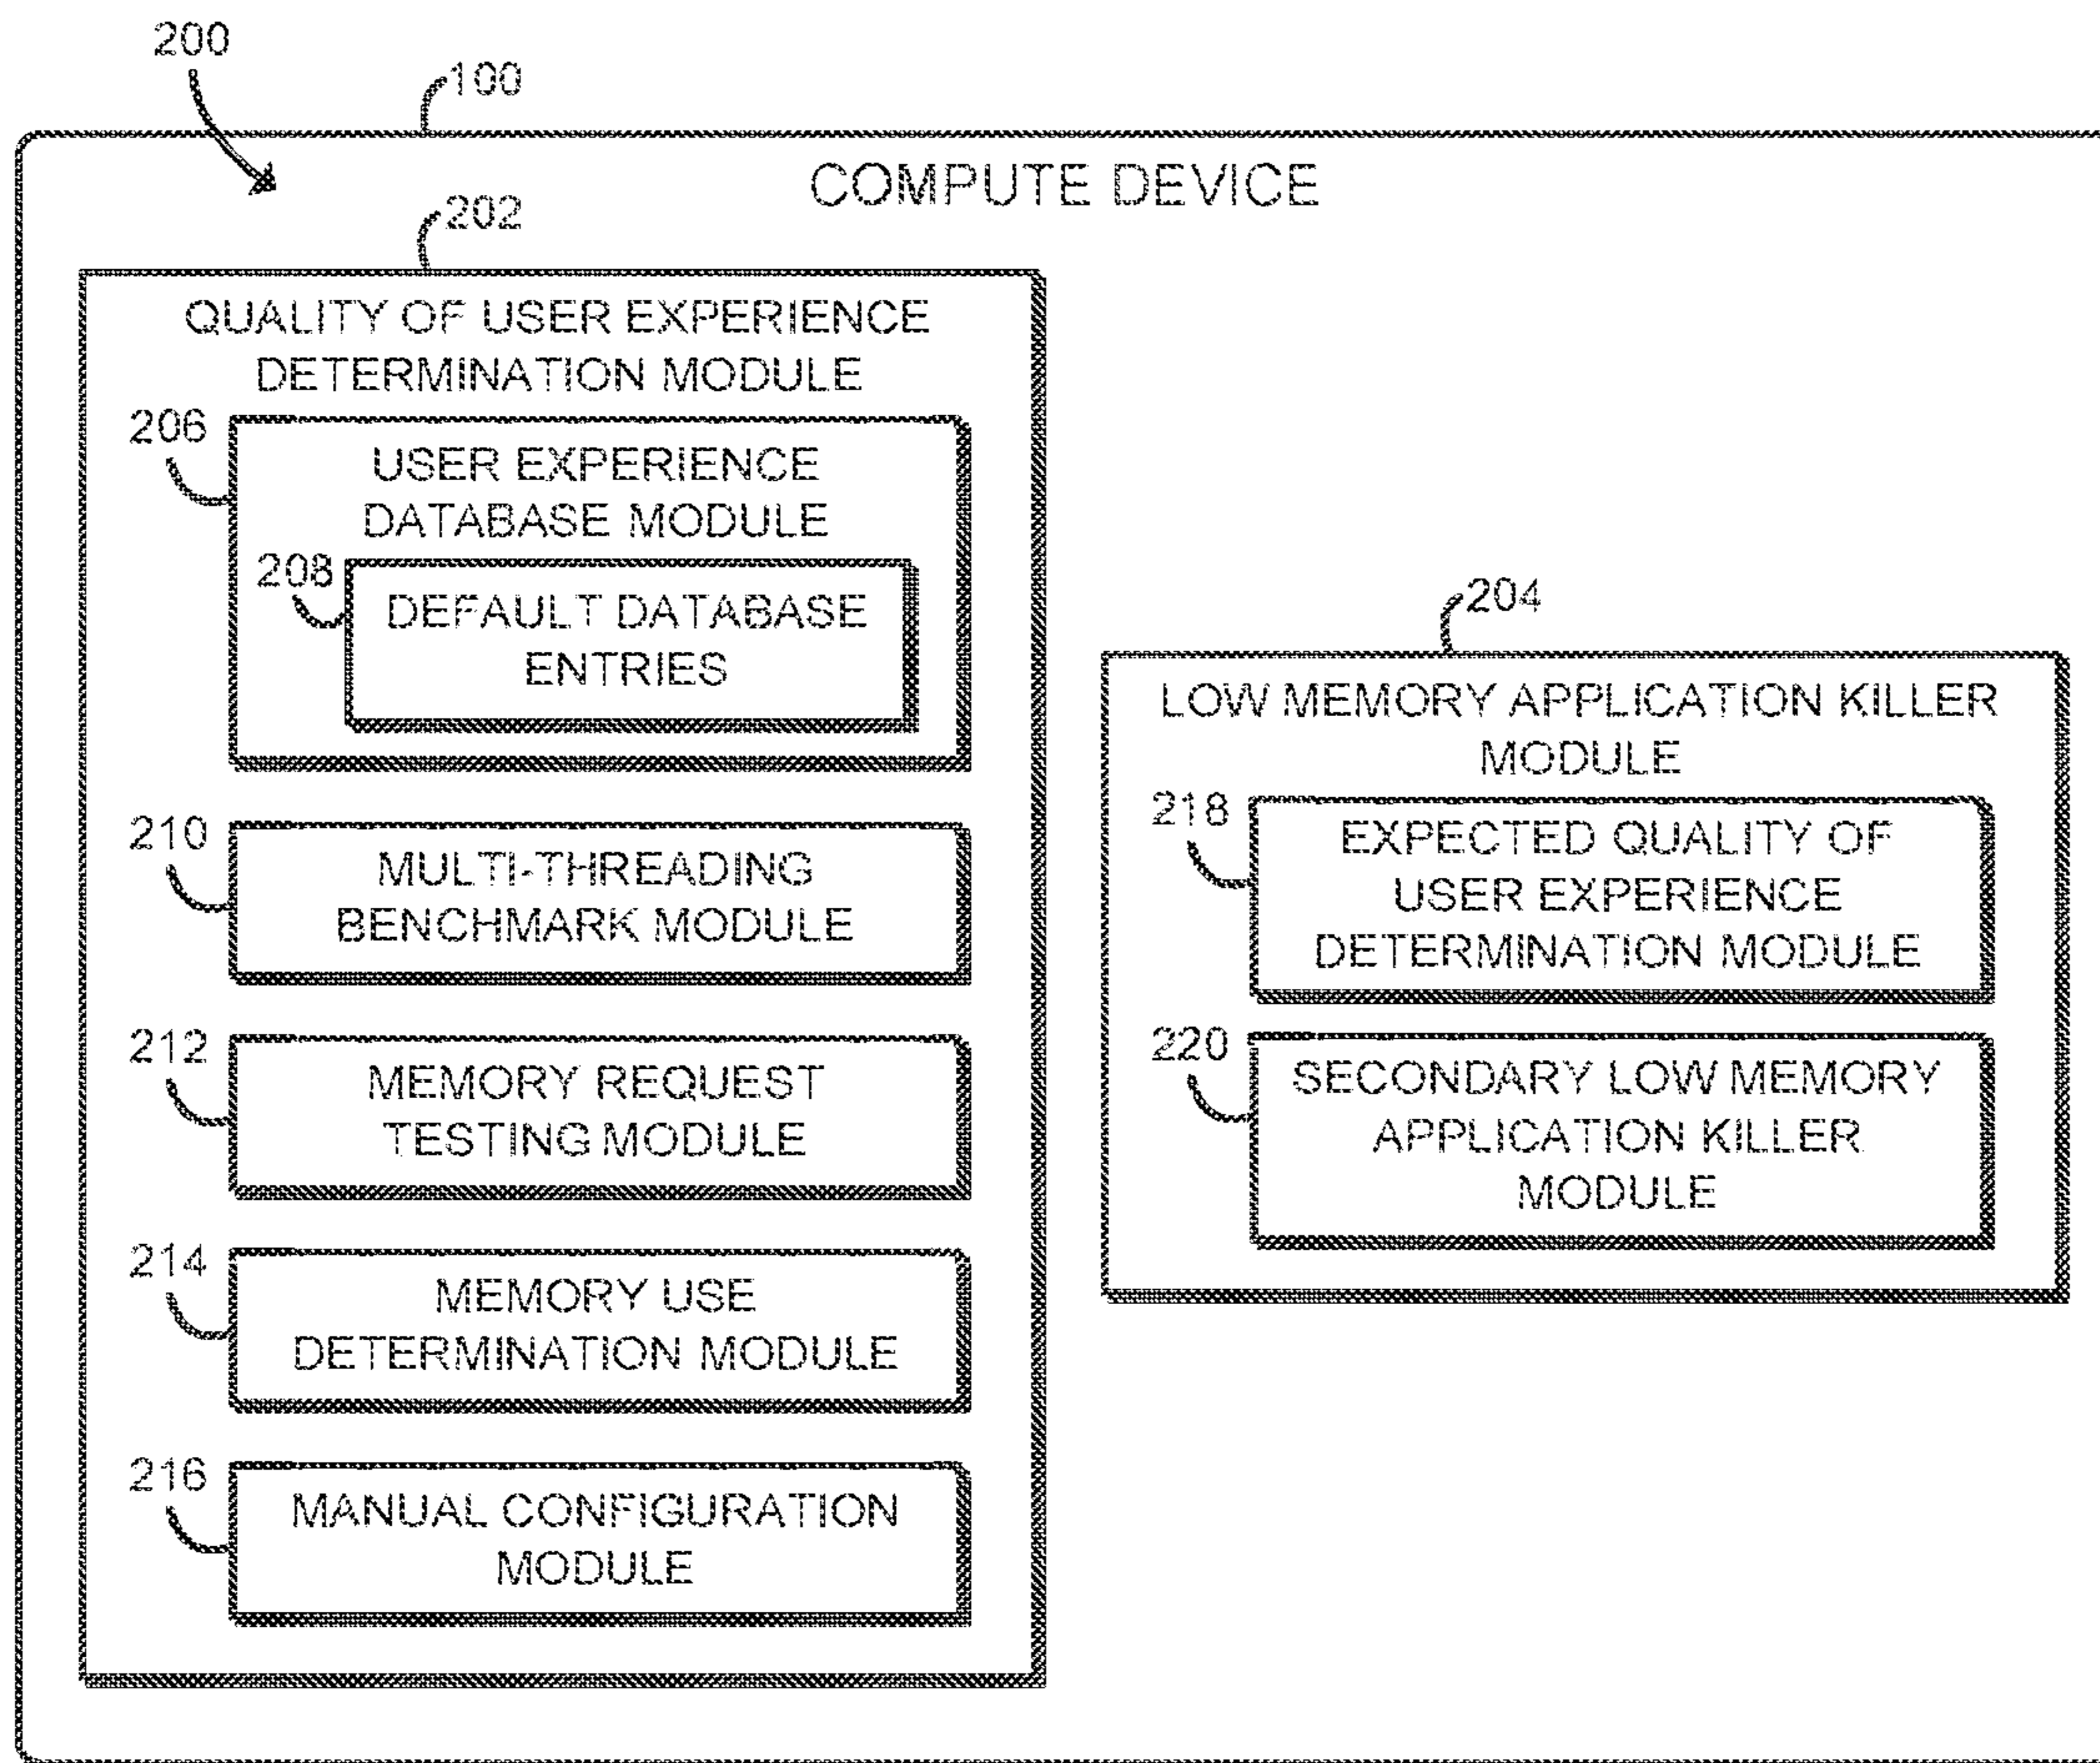 200
100
COMPUTE DEVICE
202
QUALITY OF USER EXPERIENCE
DETERMINATION MODULE
206
USER EXPERIENCE
DATABASE MODULE
208
DEFAULT DATABASE
ENTRIES
210
MULTI-THREADING
BENCHMARK MODULE
212
MEMORY REQUEST
TESTING MODULE
214
MEMORY USE
DETERMINATION MODULE
216
MANUAL CONFIGURATION
MODULE
204
LOW MEMORY APPLICATION KILLER
MODULE
218
EXPECTED QUALITY OF
USER EXPERIENCE
DETERMINATION MODULE
220
SECONDARY LOW MEMORY
APPLICATION KILLER
MODULE